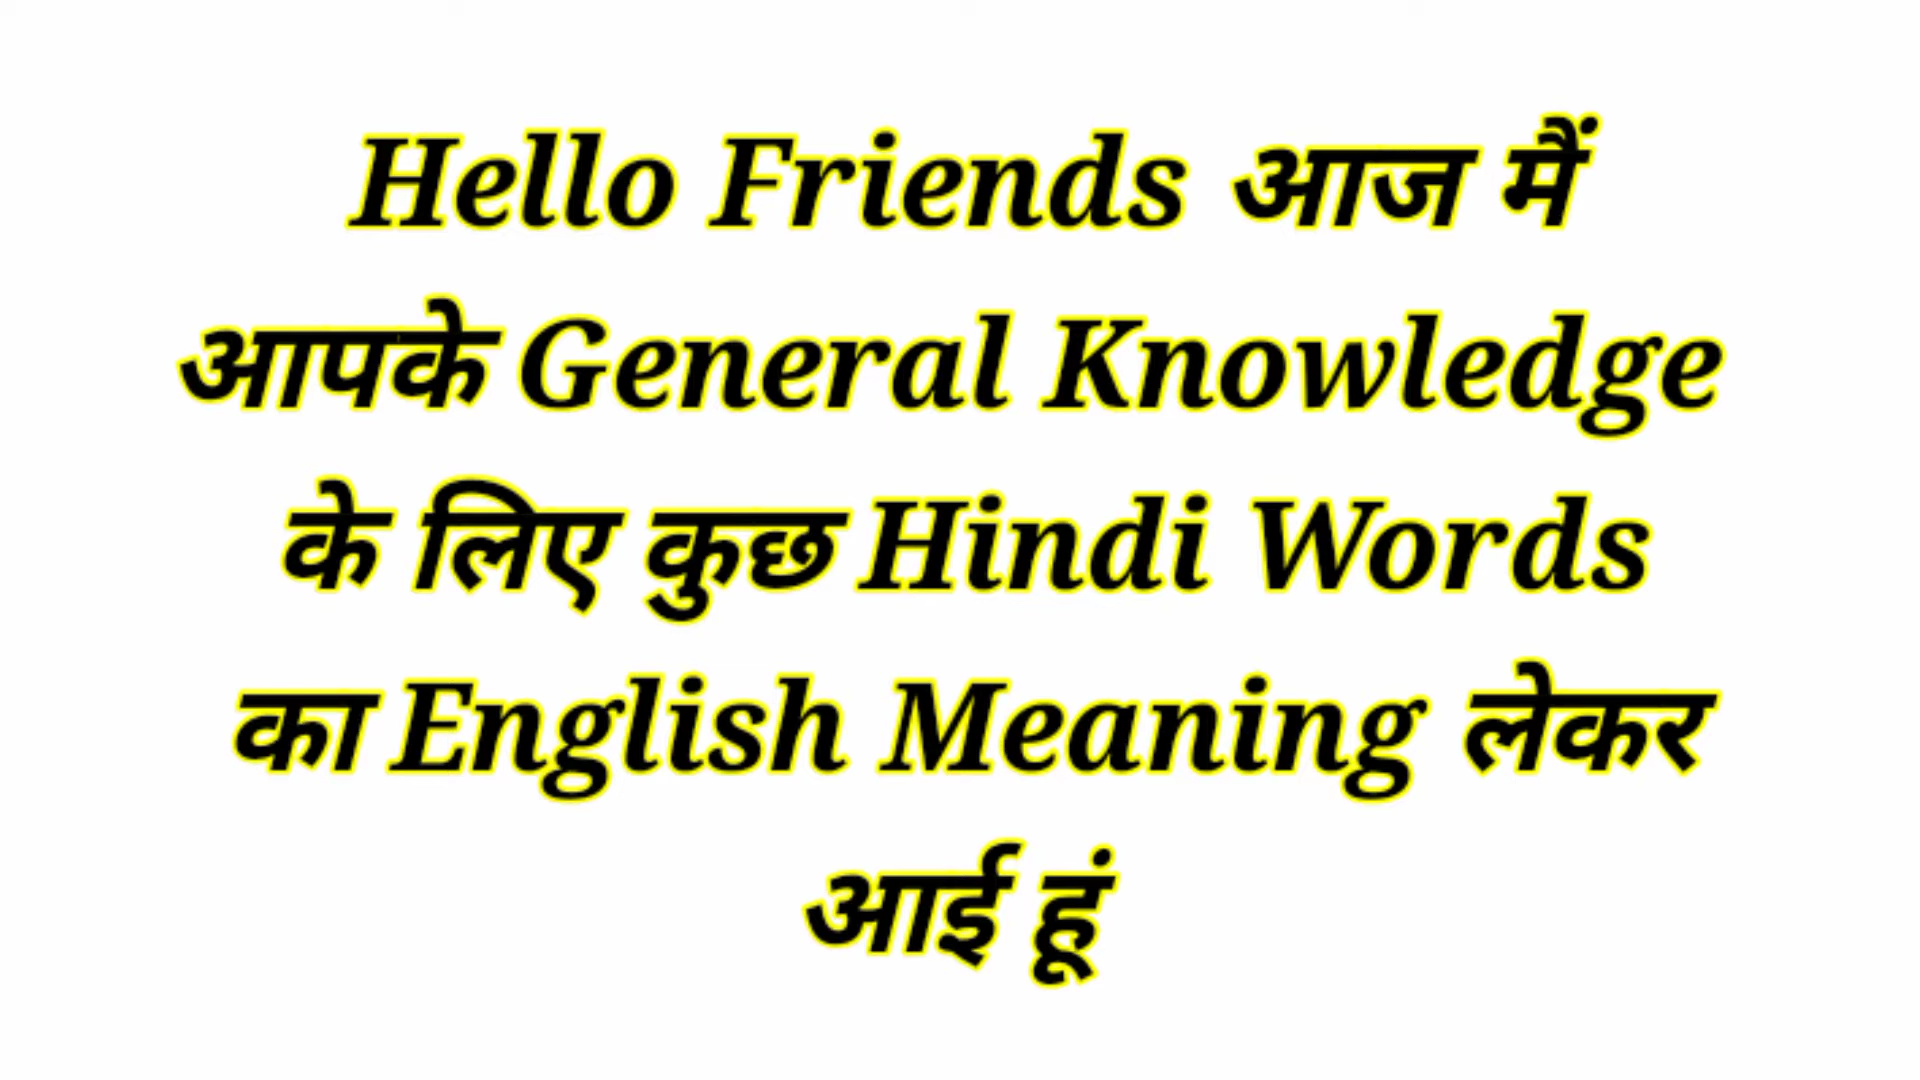 Hello Friends आज मैं
आपके General Knowledge
के लिए कुछ Hindi Words
का English Meaning लेकर
आई हूं